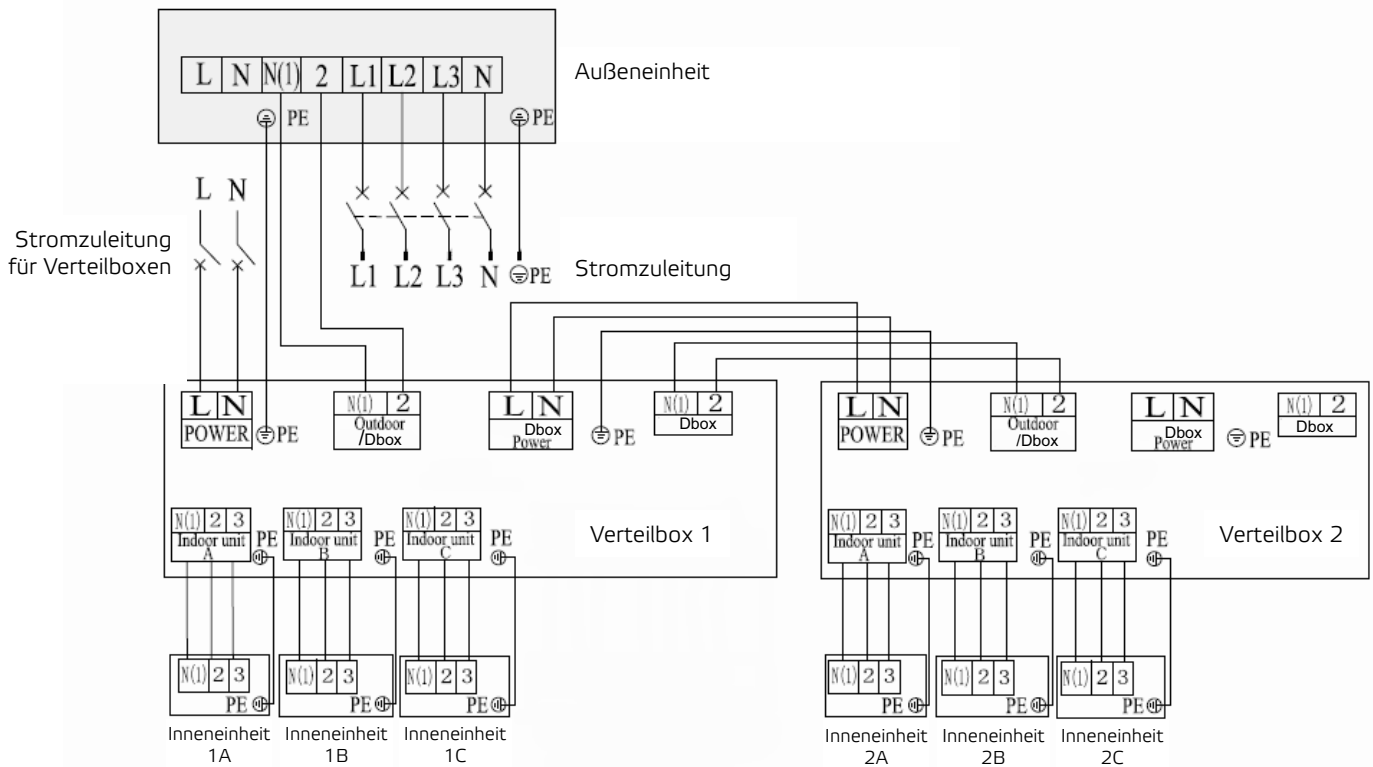 L N N(1) 2 L1 L2 L3 N
Außeneinheit
PE
PE
L N
Stromzuleitung
für Verteilboxen
L1 L2 L3 N PE
Stromzuleitung
L N
POWER
PE
N(1) 2
Outdoor
/Dbox
L N
Dbox
Power
PE
N(1) 2
Dbox
L N
POWER
PE
N(1) 2
Outdoor
/Dbox
L N
Dbox
Power
PE
N(1) 2
Dbox
N(1) 2 3
Indoor unit
A
PE
N(1) 2 3
Indoor unit
B
PE
N(1) 2 3
Indoor unit
C
PE
Verteilbox 1
N(1) 2 3
Indoor unit
A
PE
N(1) 2 3
Indoor unit
B
PE
N(1) 2 3
Indoor unit
C
PE
Verteilbox 2
N(1) 2 3
PE
Inneneinheit
1A
N(1) 2 3
PE
Inneneinheit
1B
N(1) 2 3
PE
Inneneinheit
1C
N(1) 2 3
PE
Inneneinheit
2A
N(1) 2 3
PE
Inneneinheit
2B
N(1) 2 3
PE
Inneneinheit
2C